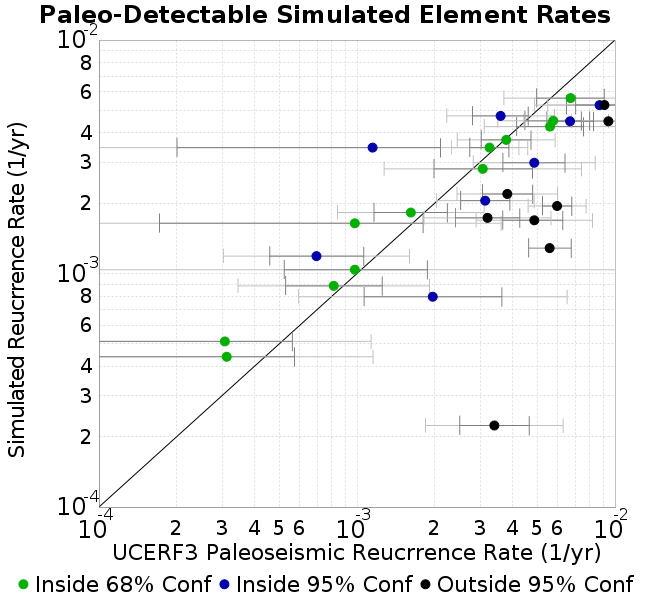 Paleo-Detectable Simulated Element Rates
10-2
8
6
4
3
2
10-3
8
6
4
3
2
10-4
Simulated Reucrrence Rate (1/yr)
10-4 2 3 4 5 6 10-3 2 3 4 5 6 10-2
UCERF3 Paleoseismic Reucrrence Rate (1/yr)
Inside 68% Conf Inside 95% Conf Outside 95% Conf